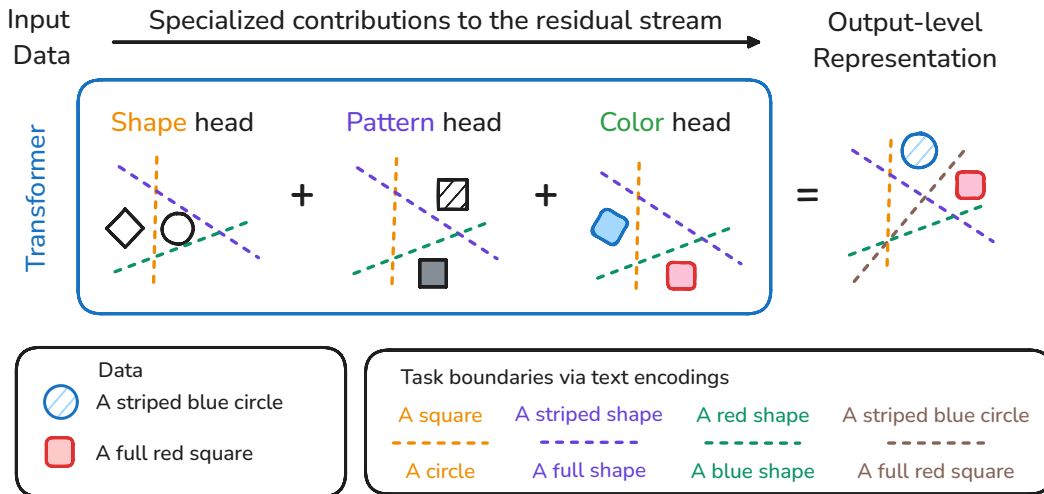 Input
Data
Specialized contributions to the residual stream
Output-level
Representation
Transformer
Shape head
Pattern head
Color head
+
+
=
Data
A striped blue circle
A full red square
Task boundaries via text encodings
A square
A striped shape
A red shape
A striped blue circle
A circle
A full shape
A blue shape
A full red square